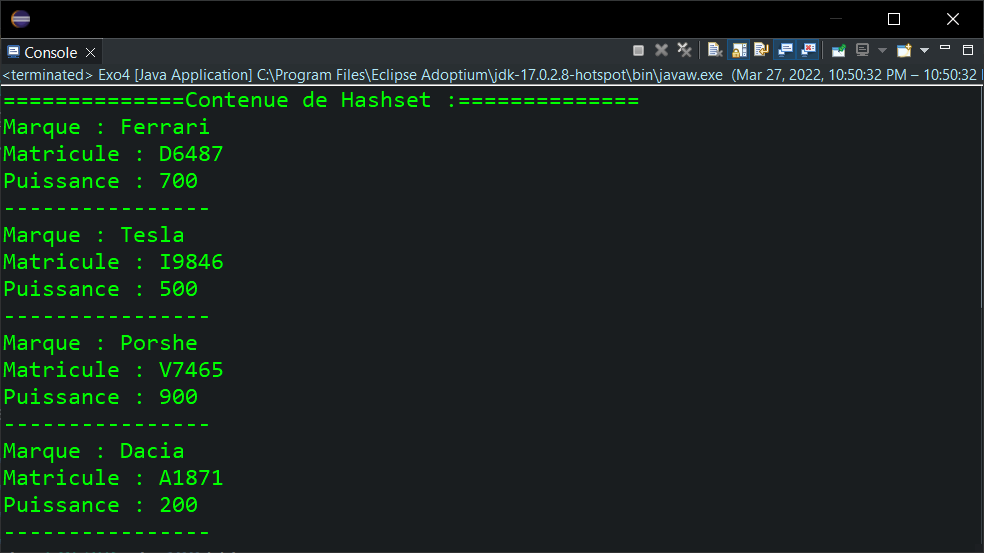 Console
<terminated> Exo4 [Java Application] C:\Program Files\Eclipse Adoptium\jdk-17.0.2.8-hotspot\bin\javaw.exe (Mar 27, 2022, 10:50:32 PM – 10:50:32
==============Contenue de Hashset :==============
Marque : Ferrari
Matricule : D6487
Puissance : 700
----------------
Marque : Tesla
Matricule : I9846
Puissance : 500
----------------
Marque : Porshe
Matricule : V7465
Puissance : 900
----------------
Marque : Dacia
Matricule : A1871
Puissance : 200
----------------